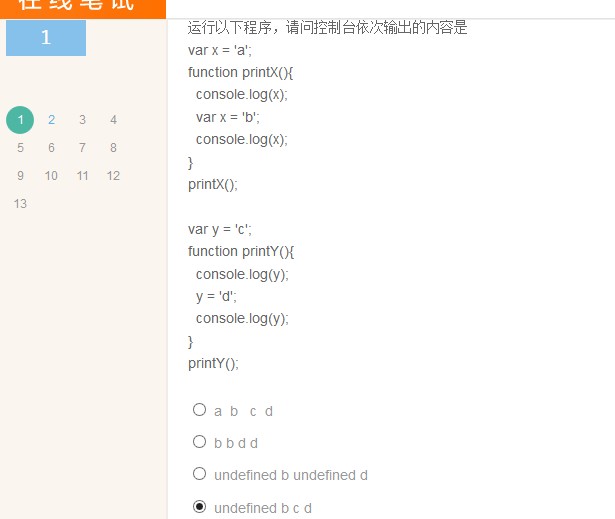 在线笔试
1
1 2 3 4
5 6 7 8
9 10 11 12
13
运行以下程序，请问控制台依次输出的内容是
var x = 'a';
function printX(){
console.log(x);
var x = 'b';
console.log(x);
}
printX();
var y = 'c';
function printY(){
console.log(y);
y = 'd';
console.log(y);
}
printY();
a b c d
b b d d
undefined b undefined d
undefined b c d